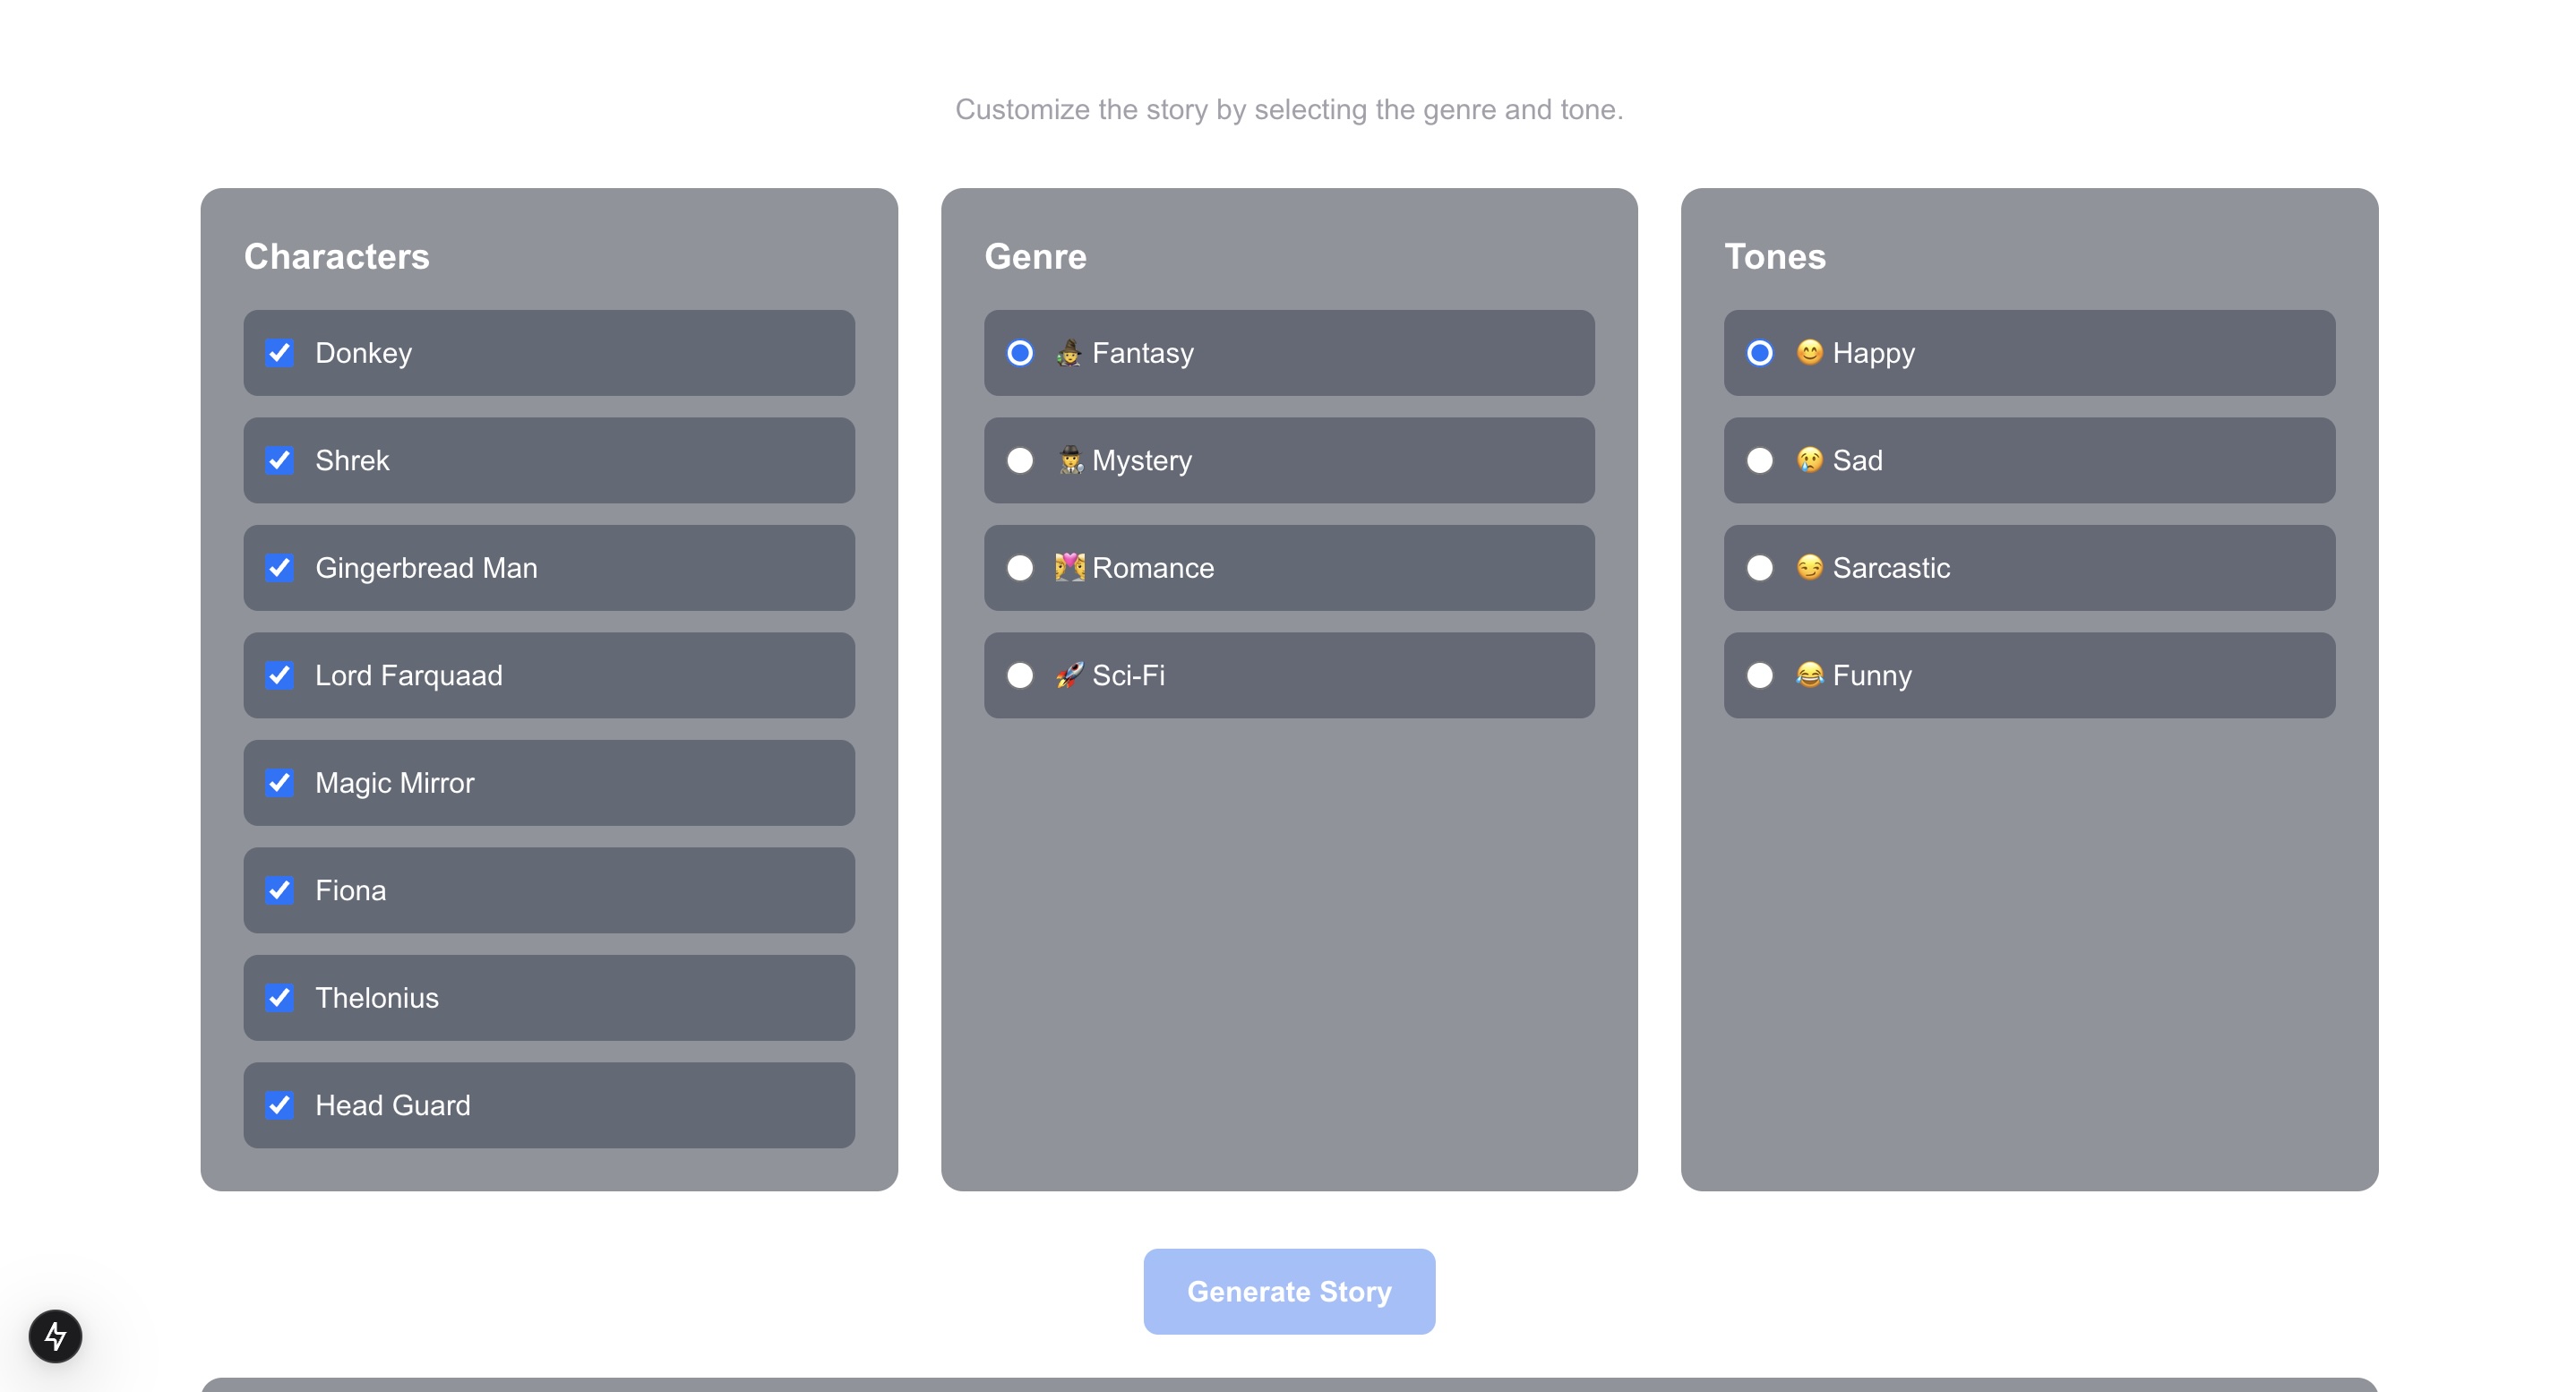 Customize the story by selecting the genre and tone.
Characters
Donkey
Shrek
Gingerbread Man
Lord Farquaad
Magic Mirror
Fiona
Thelonius
Head Guard
Genre
🧙‍♀️ Fantasy
🕵️‍♀️ Mystery
💏 Romance
🚀 Sci-Fi
Tones
😊 Happy
😢 Sad
😏 Sarcastic
😂 Funny
Generate Story